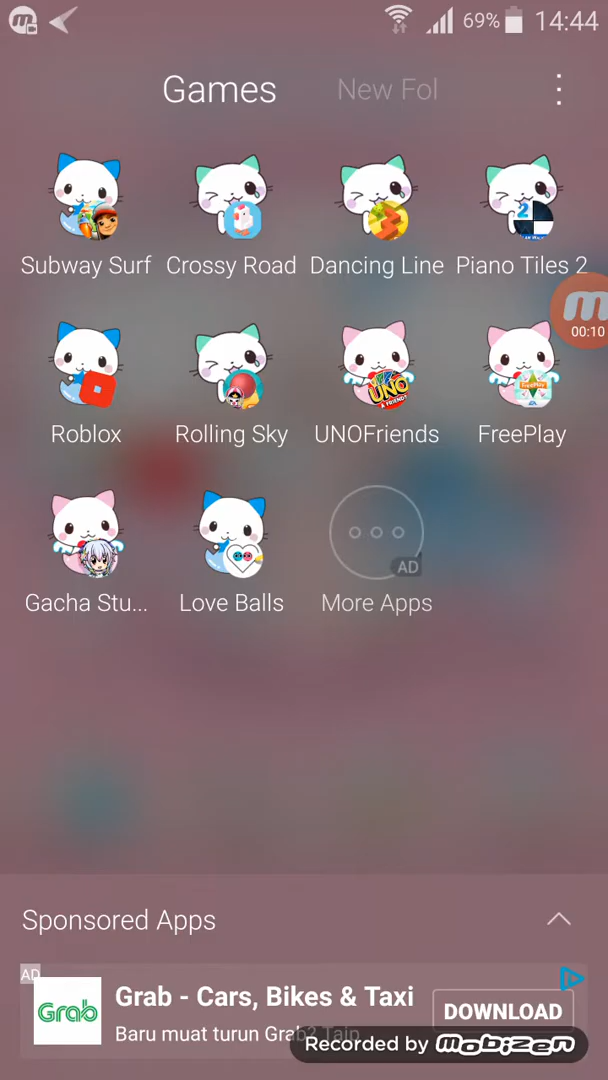 69% 14:44
Games New Fol
Subway Surf Crossy Road Dancing Line Piano Tiles 2
00:10
Roblox Rolling Sky UNOFriends FreePlay
Gacha Stu... Love Balls More Apps
AD
Sponsored Apps
AD
Grab
Grab - Cars, Bikes & Taxi
Baru muat turun Grab? Taip
DOWNLOAD
Recorded by mobizen